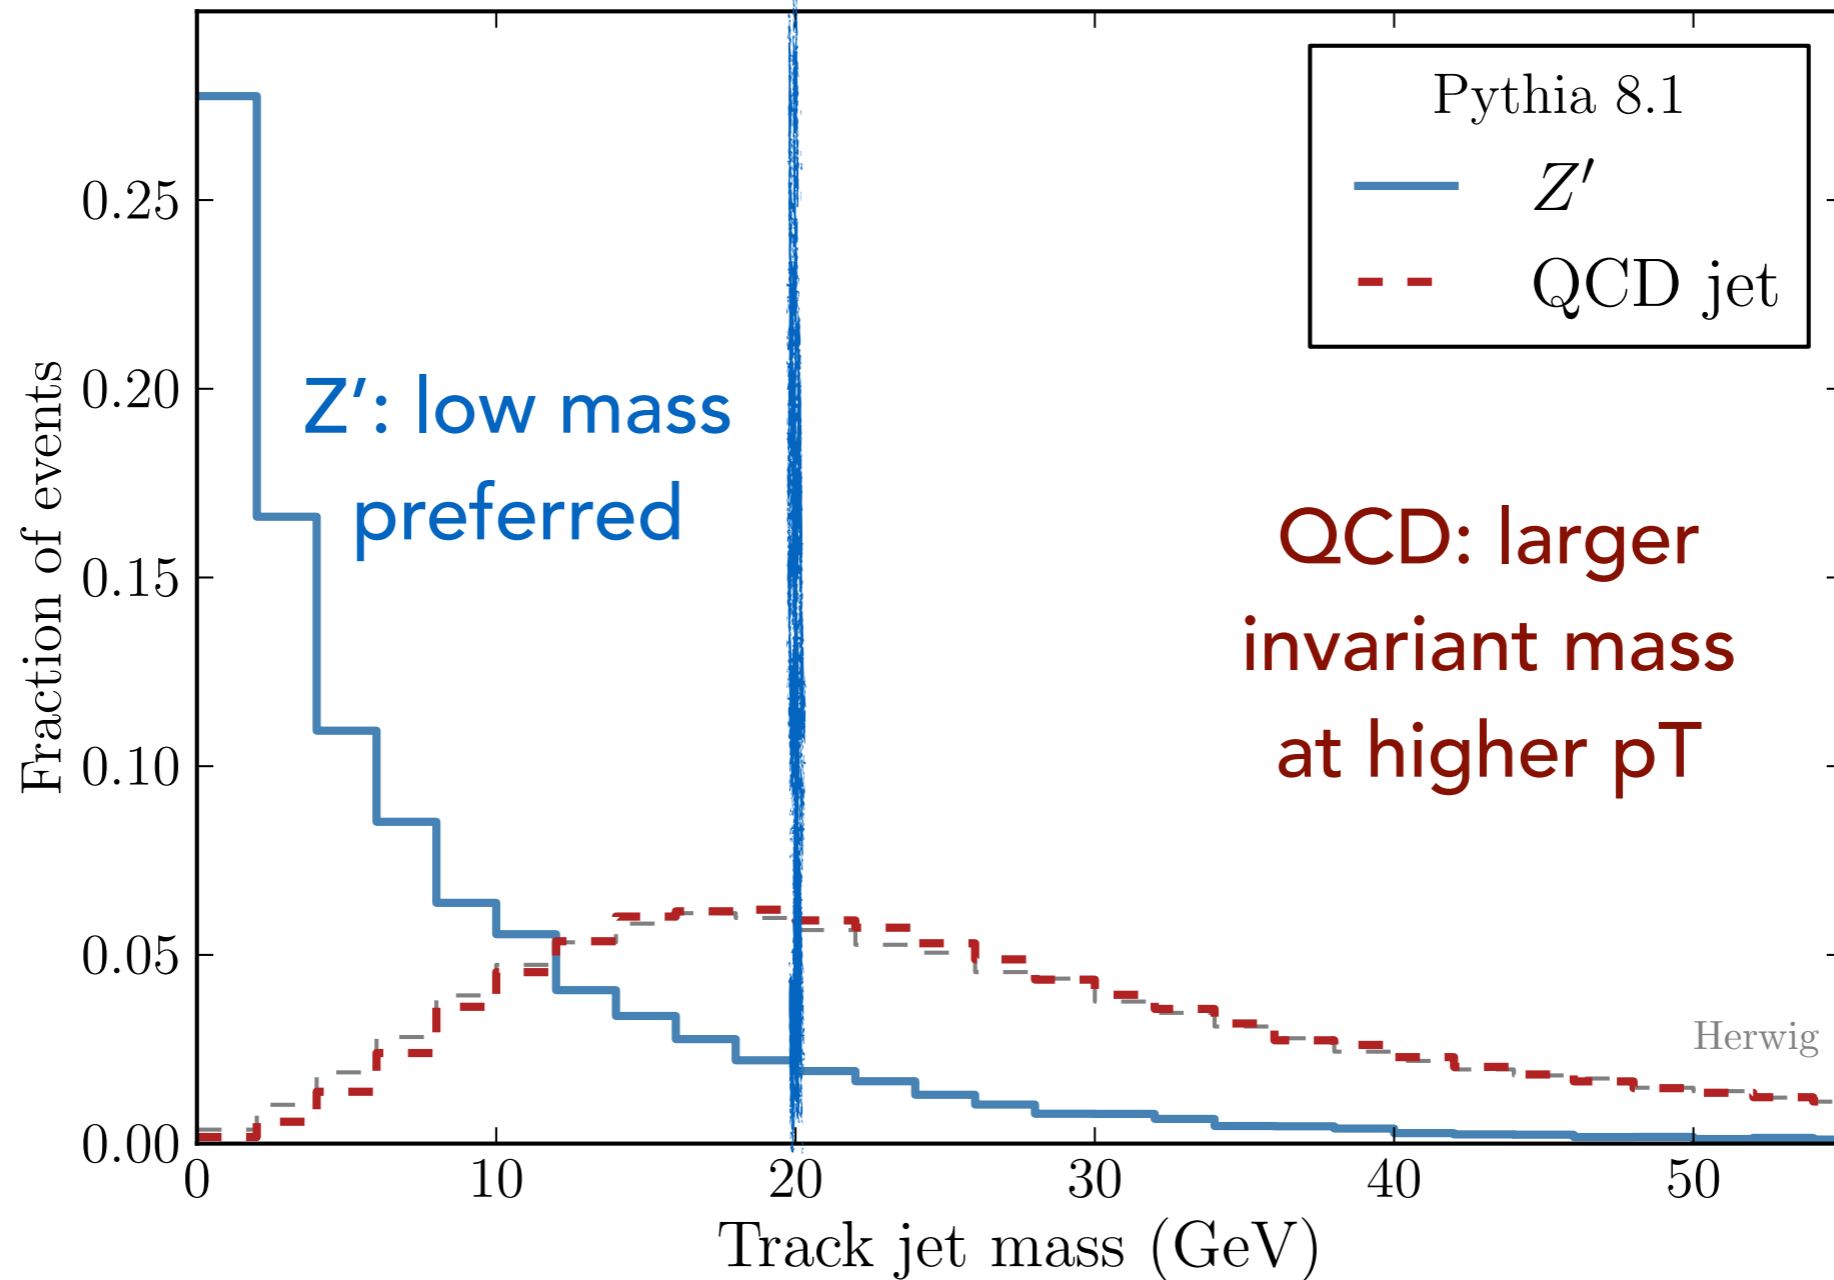 Pythia 8.1
Z′
QCD jet
Z′: low mass
preferred
QCD: larger
invariant mass
at higher pT
Herwig
Fraction of events
0.25
0.20
0.15
0.10
0.05
0.00
0 10 20 30 40 50
Track jet mass (GeV)